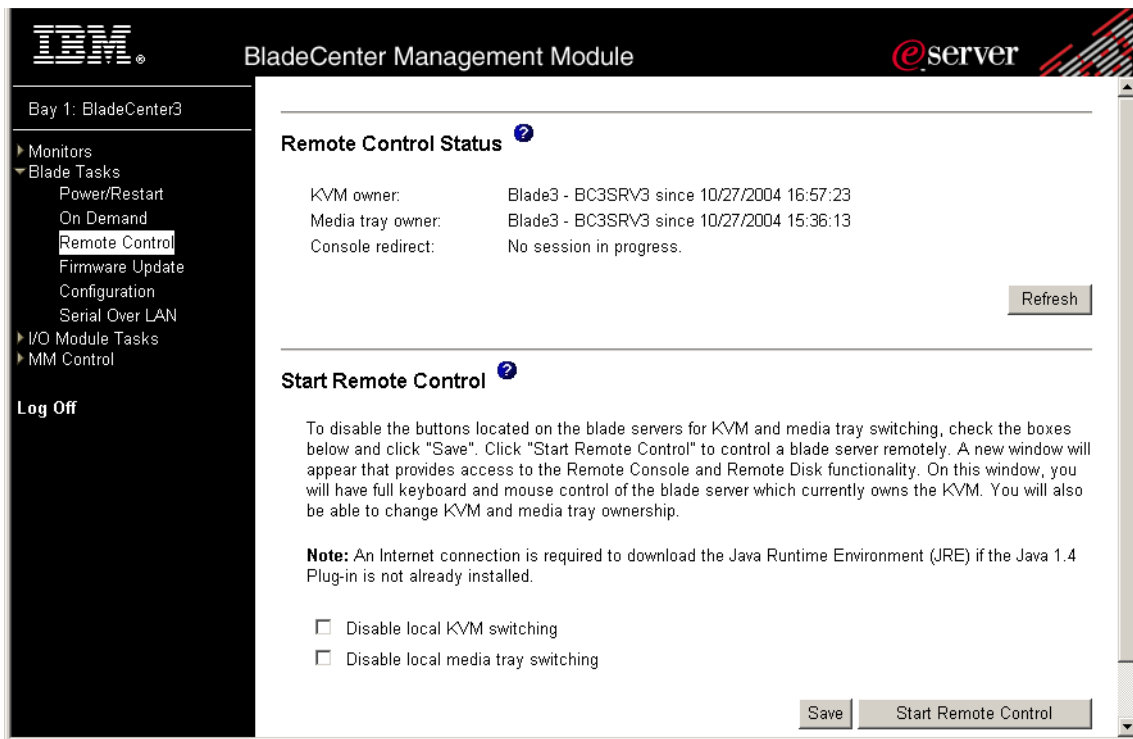 IBM®
BladeCenter Management Module
eserver
Bay 1: BladeCenter3
Monitors
Blade Tasks
Power/Restart
On Demand
Remote Control
Firmware Update
Configuration
Serial Over LAN
I/O Module Tasks
MM Control
Log Off
Remote Control Status ?
KVM owner: Blade3 - BC3SRV3 since 10/27/2004 16:57:23
Media tray owner: Blade3 - BC3SRV3 since 10/27/2004 15:36:13
Console redirect: No session in progress.
Refresh
Start Remote Control ?
To disable the buttons located on the blade servers for KVM and media tray switching, check the boxes
below and click "Save". Click "Start Remote Control" to control a blade server remotely. A new window will
appear that provides access to the Remote Console and Remote Disk functionality. On this window, you
will have full keyboard and mouse control of the blade server which currently owns the KVM. You will also
be able to change KVM and media tray ownership.
Note: An Internet connection is required to download the Java Runtime Environment (JRE) if the Java 1.4
Plug-in is not already installed.
Disable local KVM switching
Disable local media tray switching
Save Start Remote Control